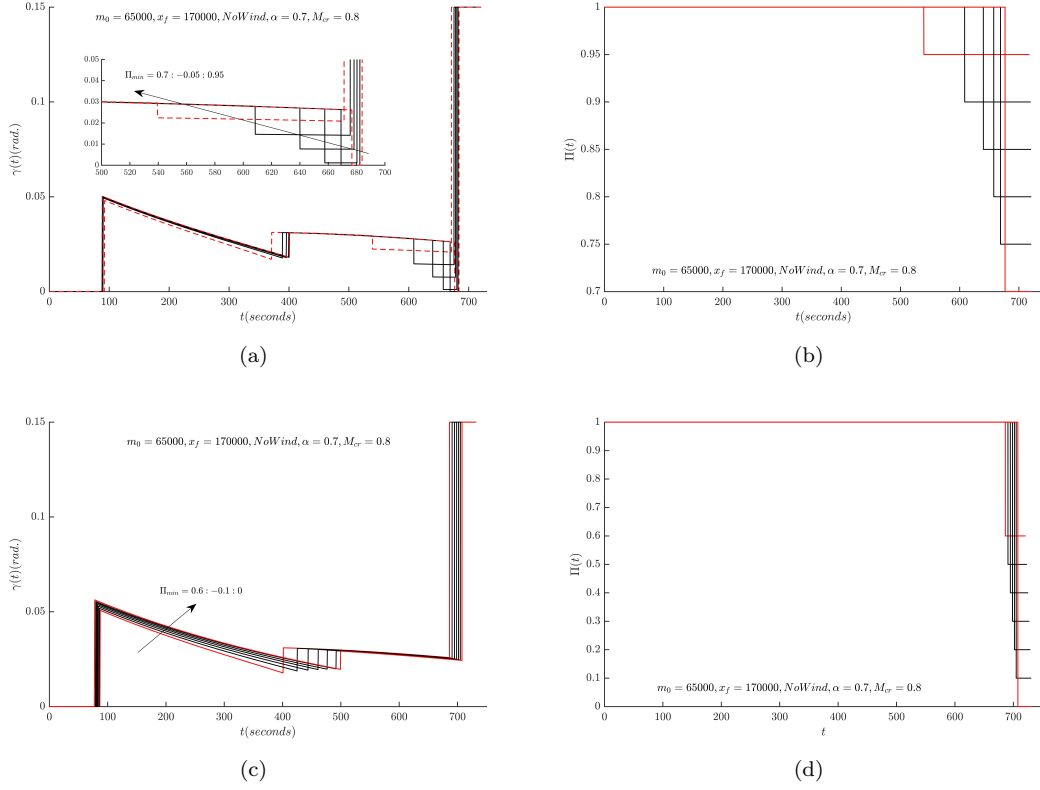 0.15
m₀ = 65000, x_f = 170000, NoWind, α = 0.7, M_cr = 0.8
0.05
0.04
0.03
0.02
0.01
0
Π_min = 0.7 : −0.05 : 0.95
500 520 540 560 580 600 620 640 660 680 700
0.1
0.05
0
γ(t)(rad.)
100 200 300 400 500 600 700
t(seconds)
(a)
1
0.95
0.9
0.85
0.8
0.75
0.7
Π(t)
m₀ = 65000, x_f = 170000, NoWind, α = 0.7, M_cr = 0.8
0 100 200 300 400 500 600 700
t(seconds)
(b)
0.15
m₀ = 65000, x_f = 170000, NoWind, α = 0.7, M_cr = 0.8
0.1
0.05
0
γ(t)(rad.)
Π_min = 0.6 : −0.1 : 0
0 100 200 300 400 500 600 700
t(seconds)
(c)
1
0.9
0.8
0.7
0.6
0.5
0.4
0.3
0.2
0.1
0
Π(t)
m₀ = 65000, x_f = 170000, NoWind, α = 0.7, M_cr = 0.8
0 100 200 300 400 500 600 700
t
(d)